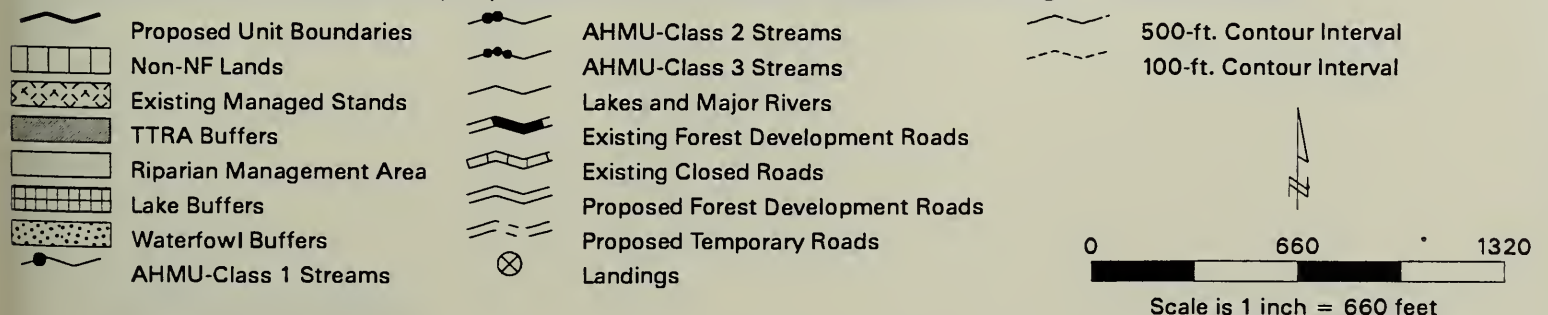 Proposed Unit Boundaries
Non-NF Lands
Existing Managed Stands
TTRA Buffers
Riparian Management Area
Lake Buffers
Waterfowl Buffers
AHMU-Class 1 Streams
AHMU-Class 2 Streams
AHMU-Class 3 Streams
Lakes and Major Rivers
Existing Forest Development Roads
Existing Closed Roads
Proposed Forest Development Roads
Proposed Temporary Roads
Landings
500-ft. Contour Interval
100-ft. Contour Interval
N
0 660 1320
Scale is 1 inch = 660 feet